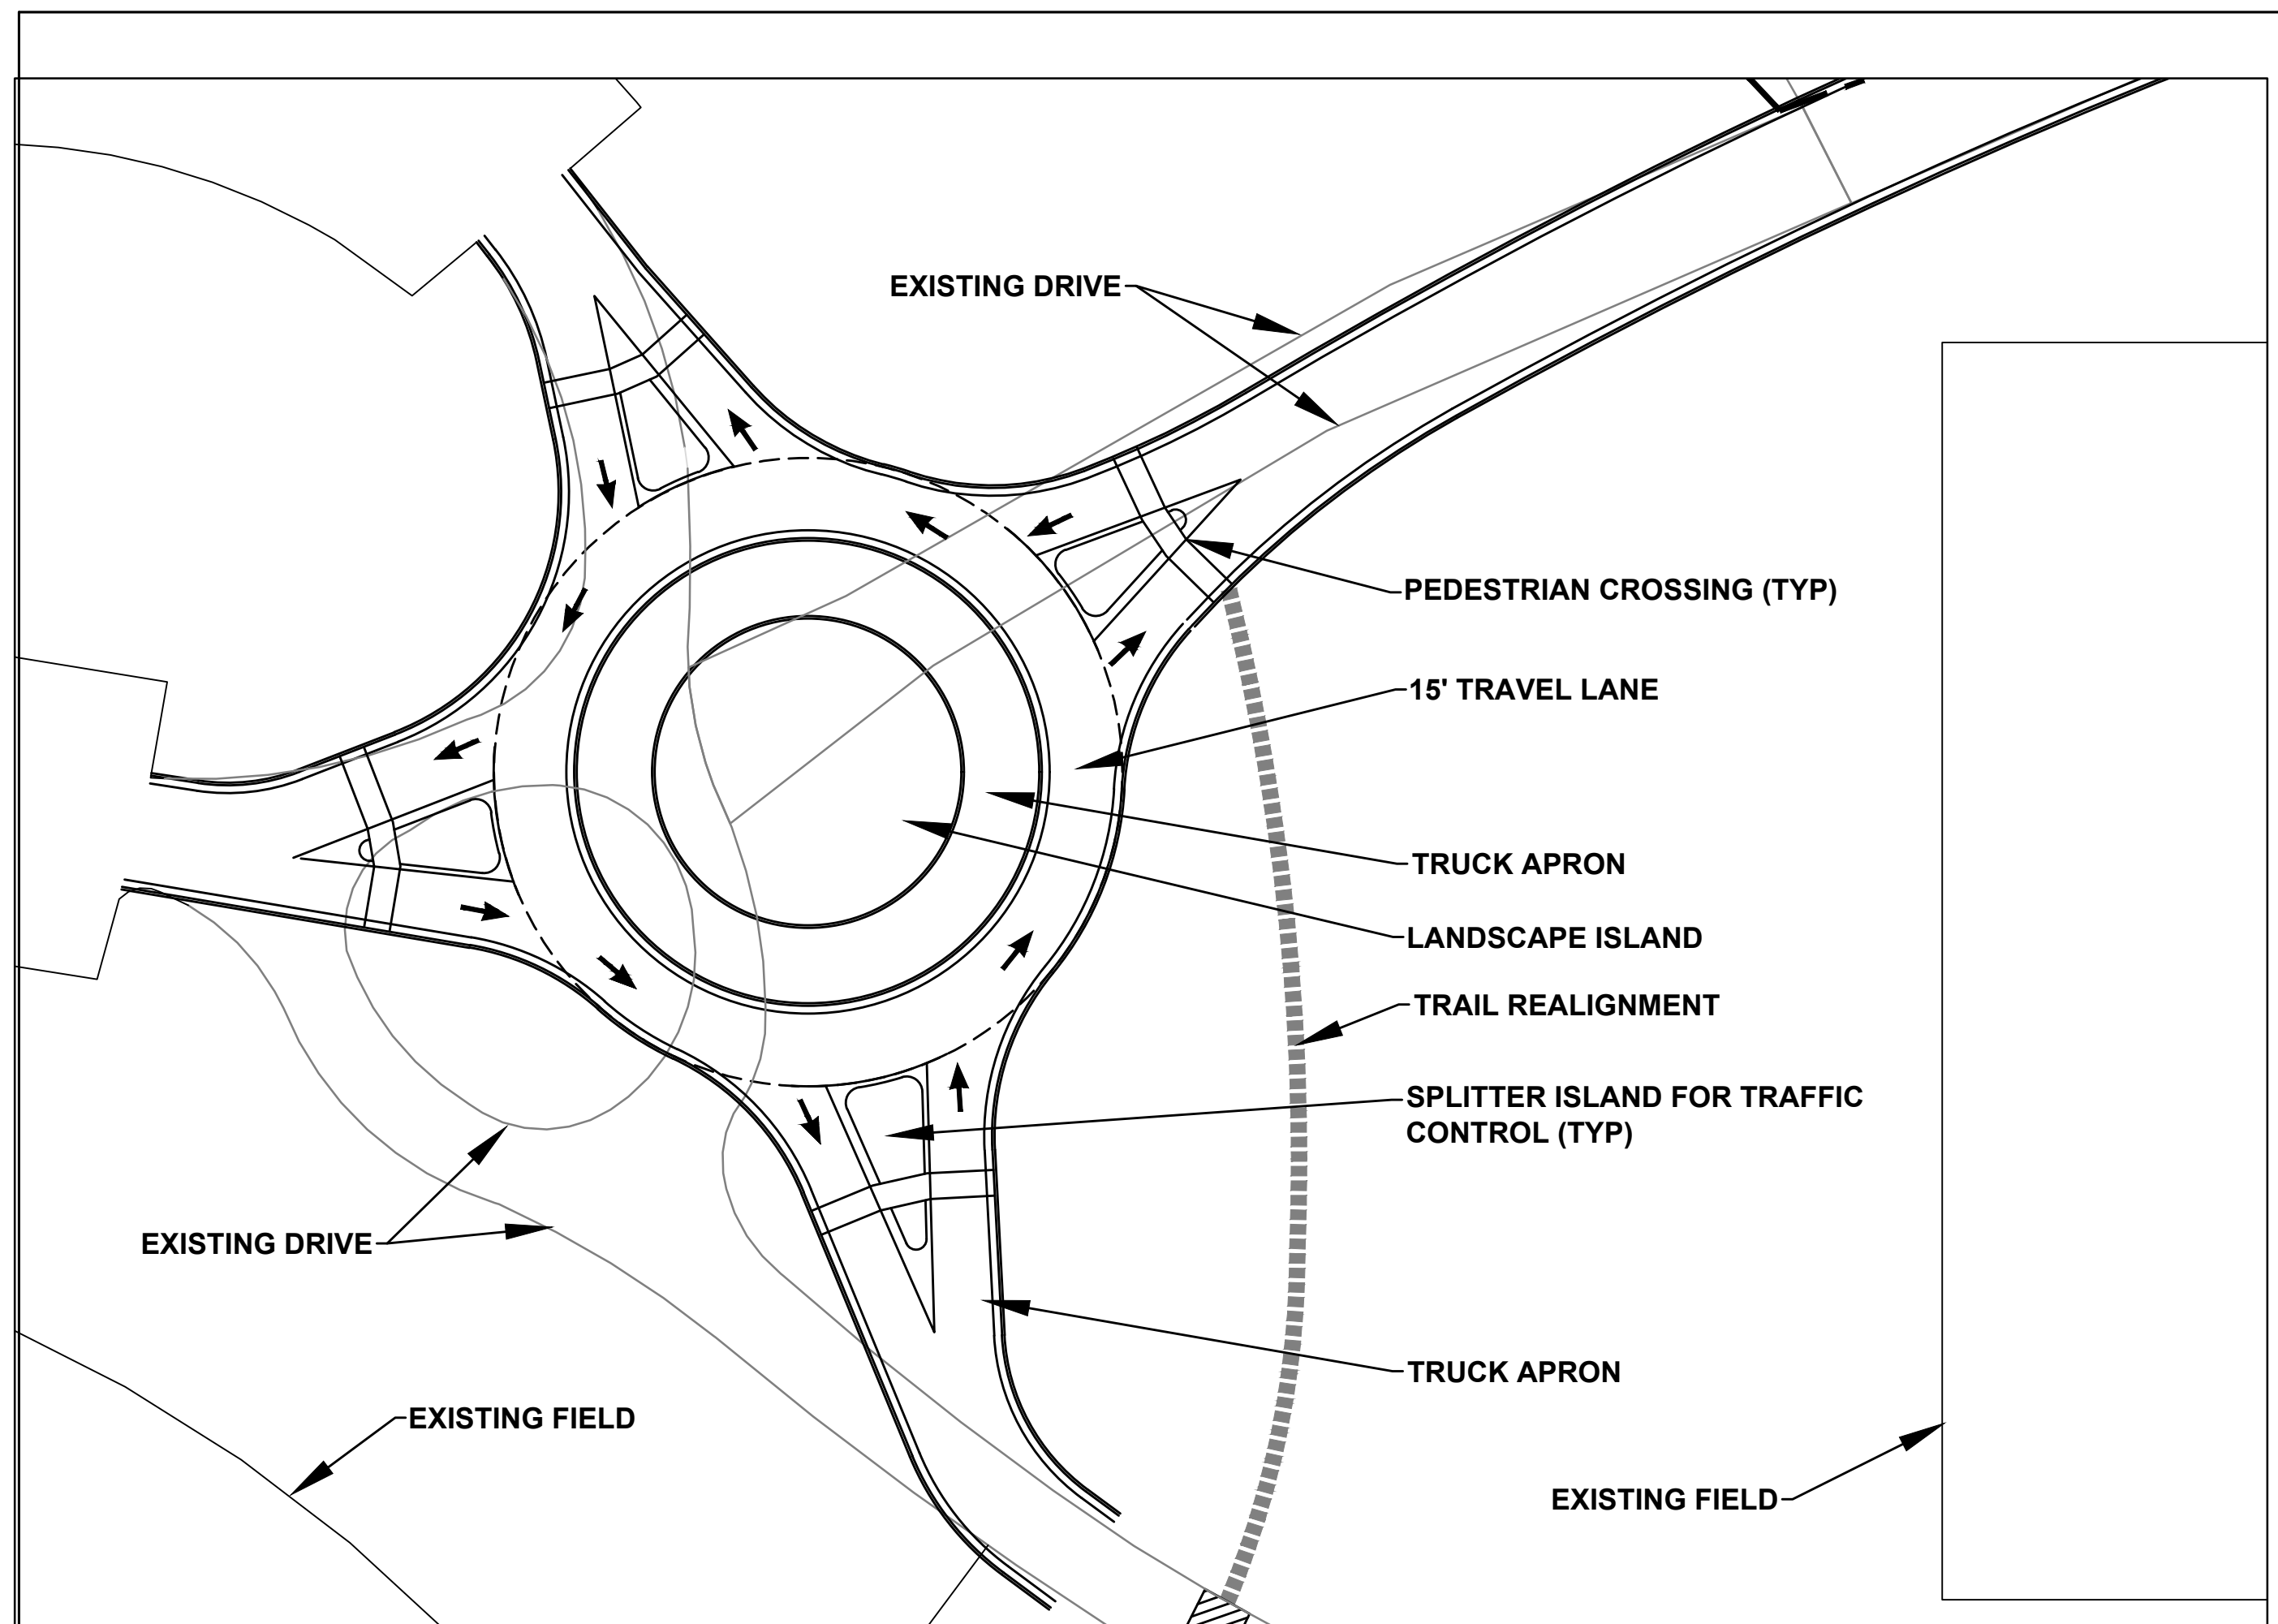 EXISTING DRIVE
PEDESTRIAN CROSSING (TYP)
15' TRAVEL LANE
TRUCK APRON
LANDSCAPE ISLAND
TRAIL REALIGNMENT
SPLITTER ISLAND FOR TRAFFIC
CONTROL (TYP)
EXISTING DRIVE
TRUCK APRON
EXISTING FIELD
EXISTING FIELD